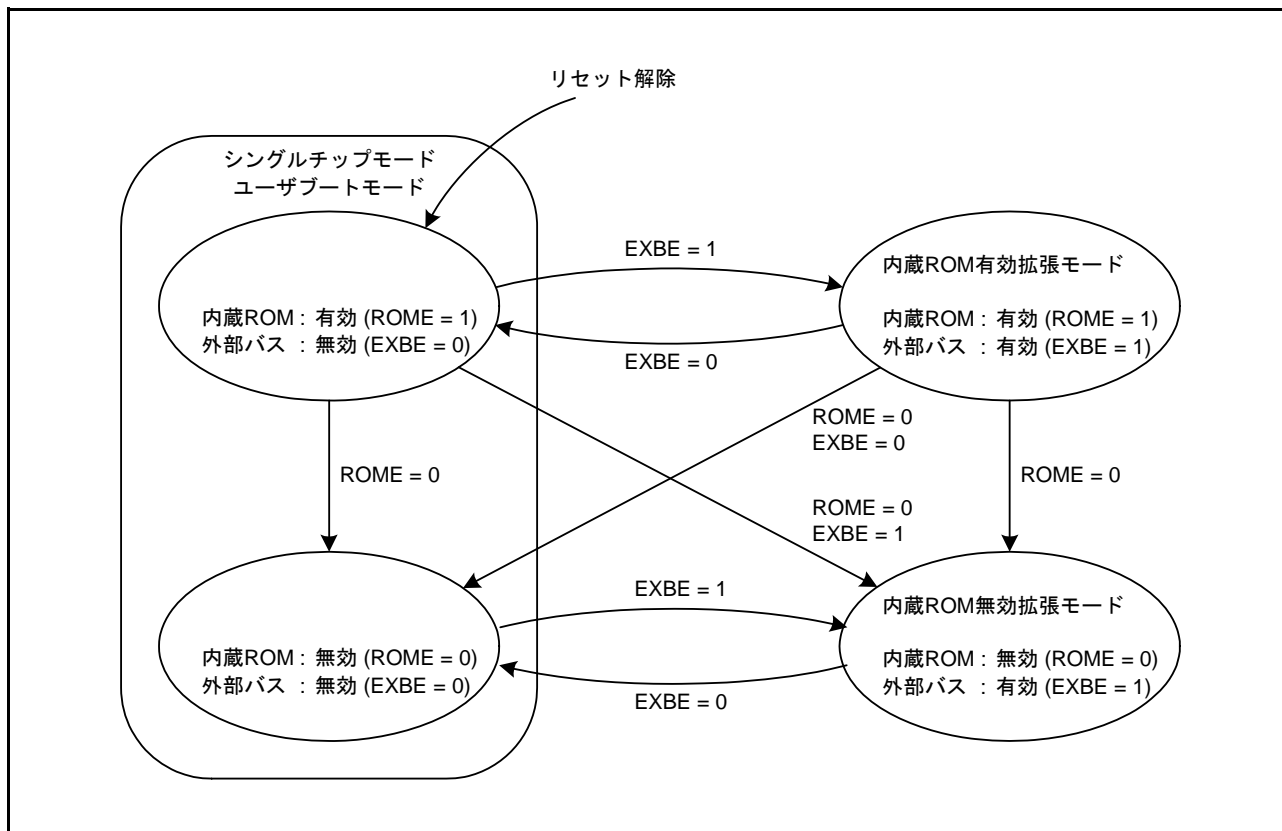 リセット解除
シングルチップモード
ユーザブートモード
EXBE = 1
内蔵ROM有効拡張モード
内蔵ROM : 有効 (ROME = 1)
外部バス : 無効 (EXBE = 0)
内蔵ROM : 有効 (ROME = 1)
外部バス : 有効 (EXBE = 1)
EXBE = 0
ROME = 0
EXBE = 0
ROME = 0
ROME = 0
ROME = 0
EXBE = 1
EXBE = 1
内蔵ROM無効拡張モード
内蔵ROM : 無効 (ROME = 0)
外部バス : 無効 (EXBE = 0)
内蔵ROM : 無効 (ROME = 0)
外部バス : 有効 (EXBE = 1)
EXBE = 0